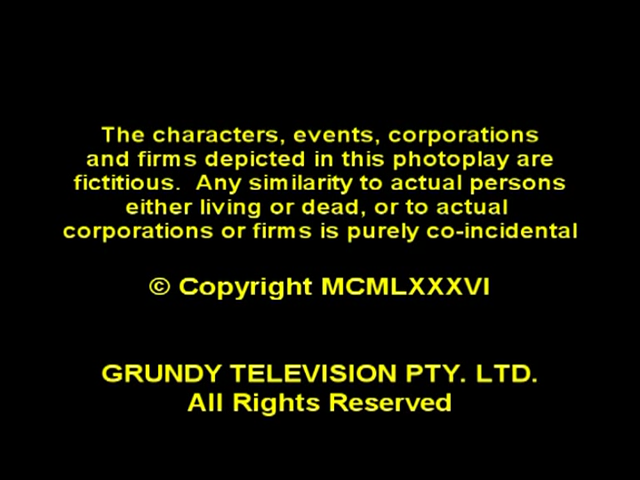 The characters, events, corporations
and firms depicted in this photoplay are
fictitious.  Any similarity to actual persons
either living or dead, or to actual
corporations or firms is purely co-incidental
© Copyright MCMLXXXVI
GRUNDY TELEVISION PTY. LTD.
All Rights Reserved